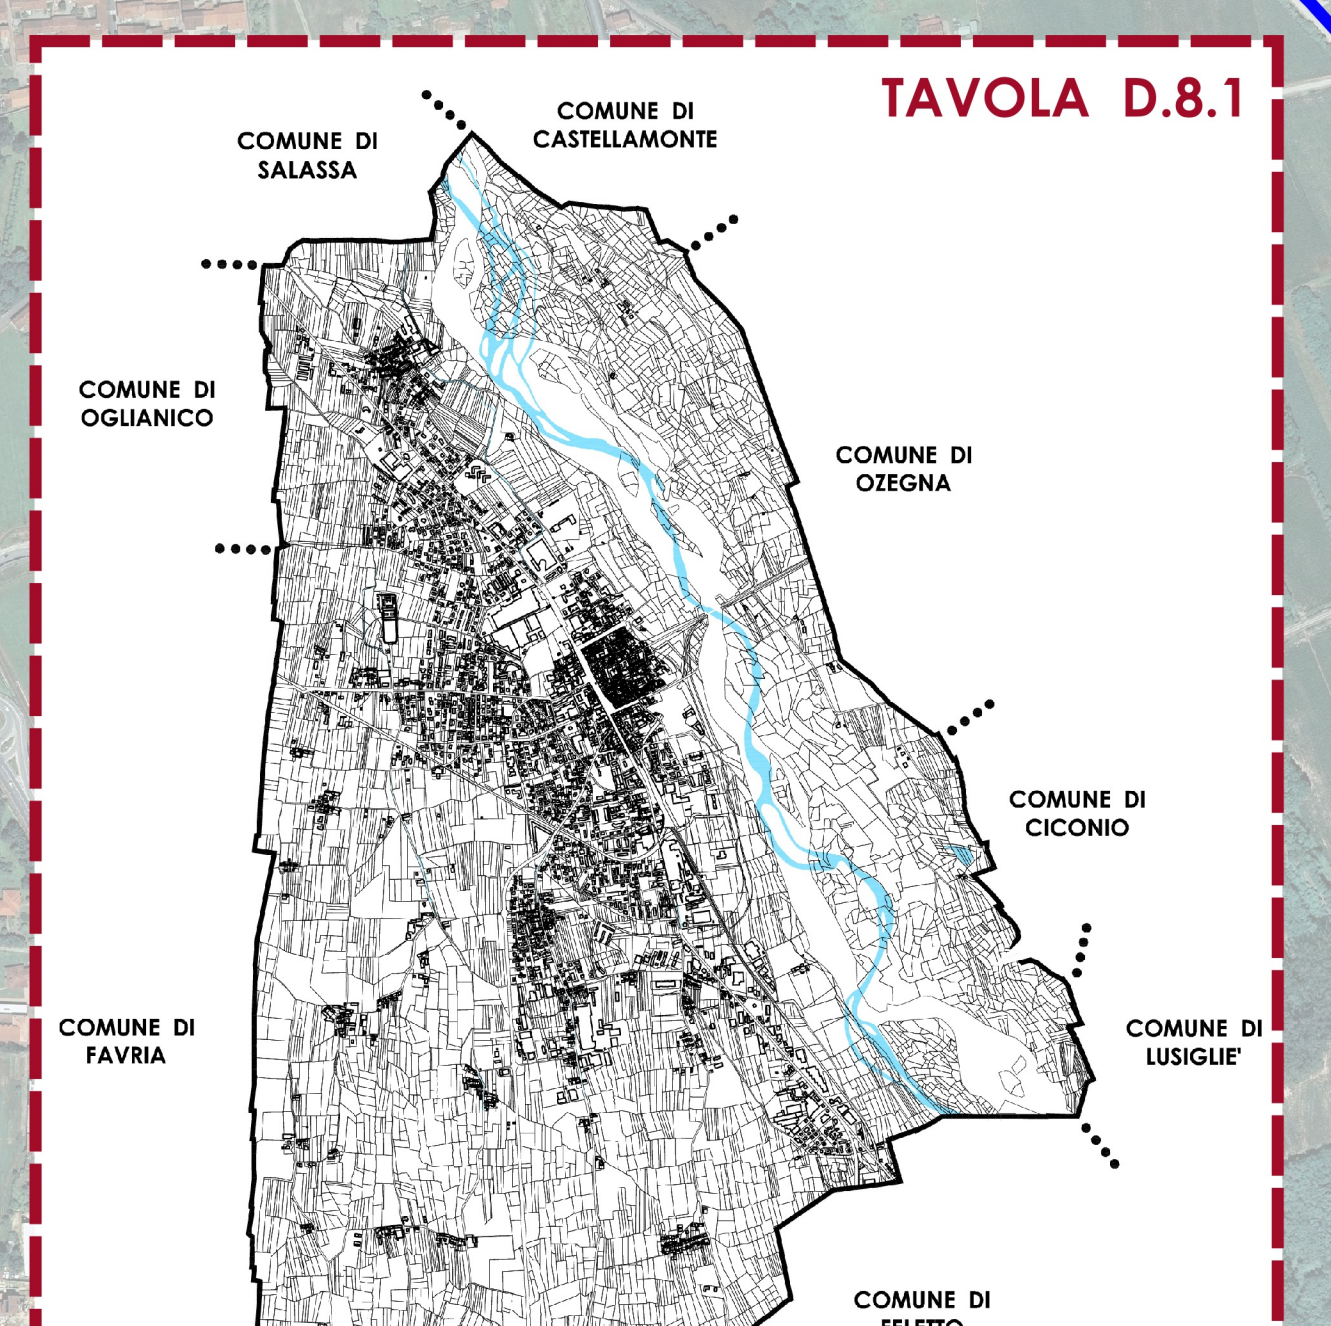 TAVOLA D.8.1
COMUNE DI
CASTELLAMONTE
COMUNE DI
SALASSA
COMUNE DI
OGLIANICO
COMUNE DI
OZEGNA
COMUNE DI
CICONIO
COMUNE DI
FAVRIA
COMUNE DI
LUSIGLIE'
COMUNE DI
FELETTO